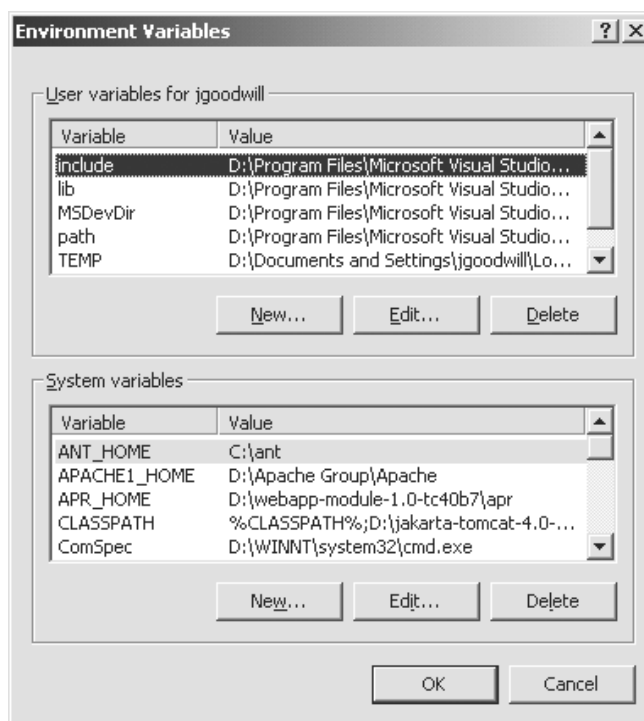 Environment Variables
User variables for jgoodwill
Variable Value
include D:\Program Files\Microsoft Visual Studio...
lib D:\Program Files\Microsoft Visual Studio...
MSDevDir D:\Program Files\Microsoft Visual Studio...
path D:\Program Files\Microsoft Visual Studio...
TEMP D:\Documents and Settings\jgoodwill\Lo...
New... Edit... Delete
System variables
Variable Value
ANT_HOME C:\ant
APACHE1_HOME D:\Apache Group\Apache
APR_HOME D:\webapp-module-1.0-tc40b7\apr
CLASSPATH %CLASSPATH%;D:\jakarta-tomcat-4.0-...
ComSpec D:\WINNT\system32\cmd.exe
New... Edit... Delete
OK Cancel